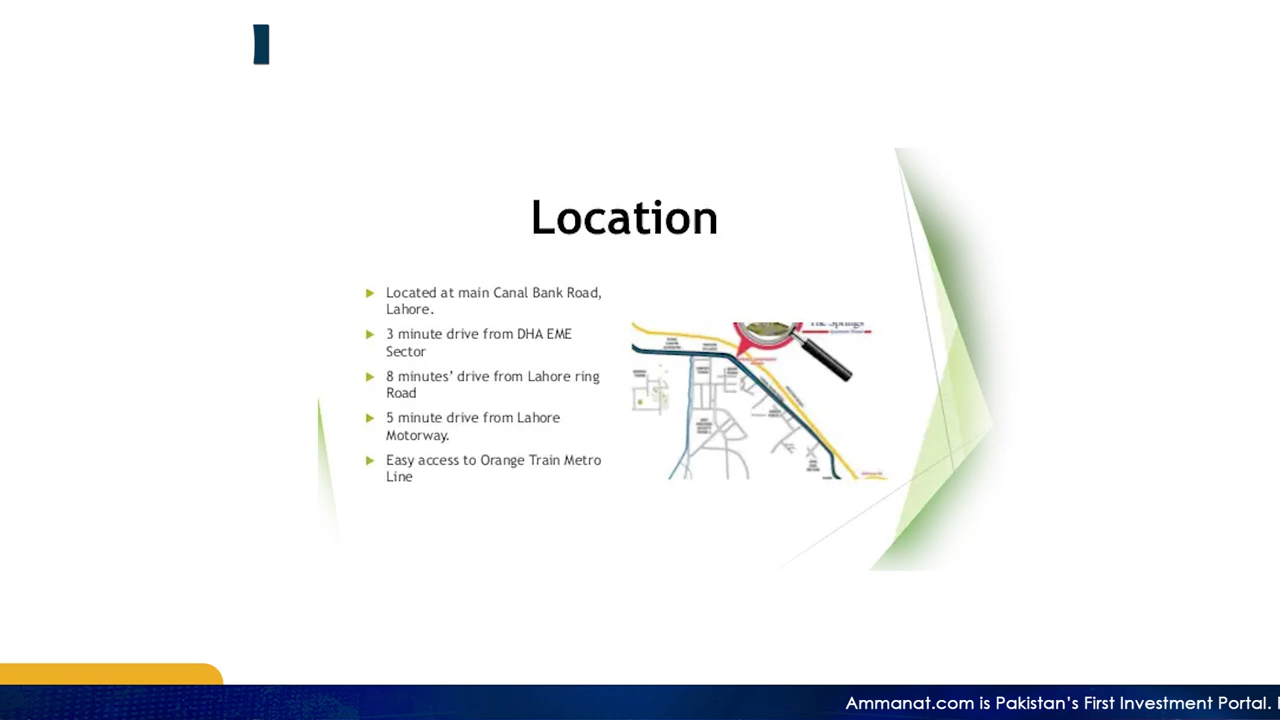 Location
Located at main Canal Bank Road,
Lahore.
3 minute drive from DHA EME
Sector
8 minutes’ drive from Lahore ring
Road
5 minute drive from Lahore
Motorway.
Easy access to Orange Train Metro
Line
The Springs
Ammanat.com is Pakistan’s First Investment Portal.